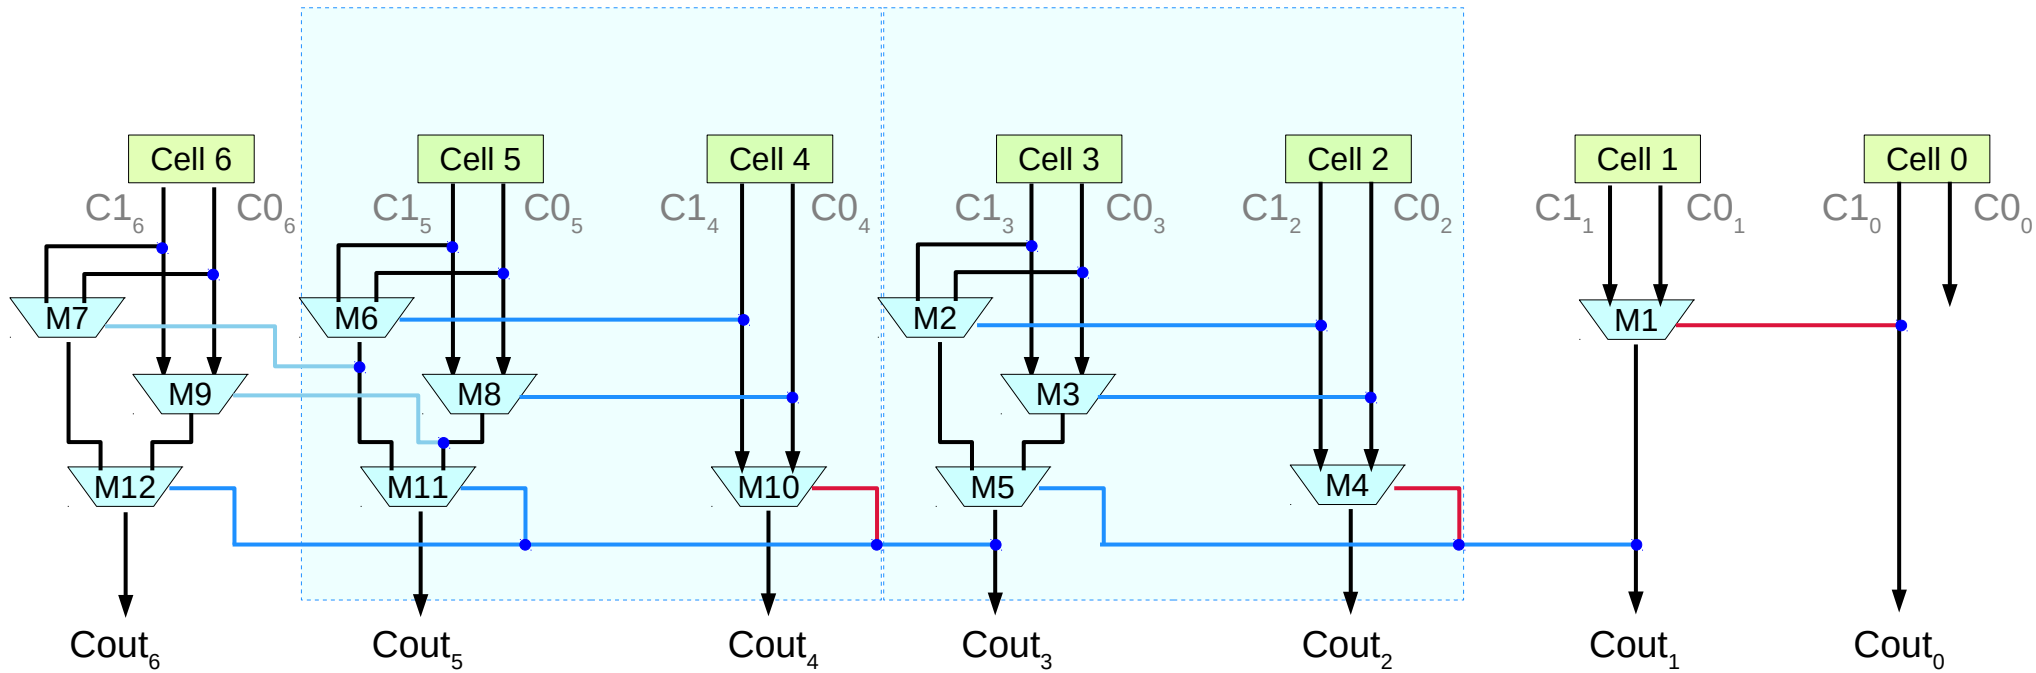 Cell 6 Cell 5 Cell 4 Cell 3 Cell 2 Cell 1 Cell 0
C1₆ C0₆ C1₅ C0₅ C1₄ C0₄ C1₃ C0₃ C1₂ C0₂ C1₁ C0₁ C1₀ C0₀
M7 M6 M2 M1
M9 M8 M3
M12 M11 M10 M5 M4
Cout₆ Cout₅ Cout₄ Cout₃ Cout₂ Cout₁ Cout₀